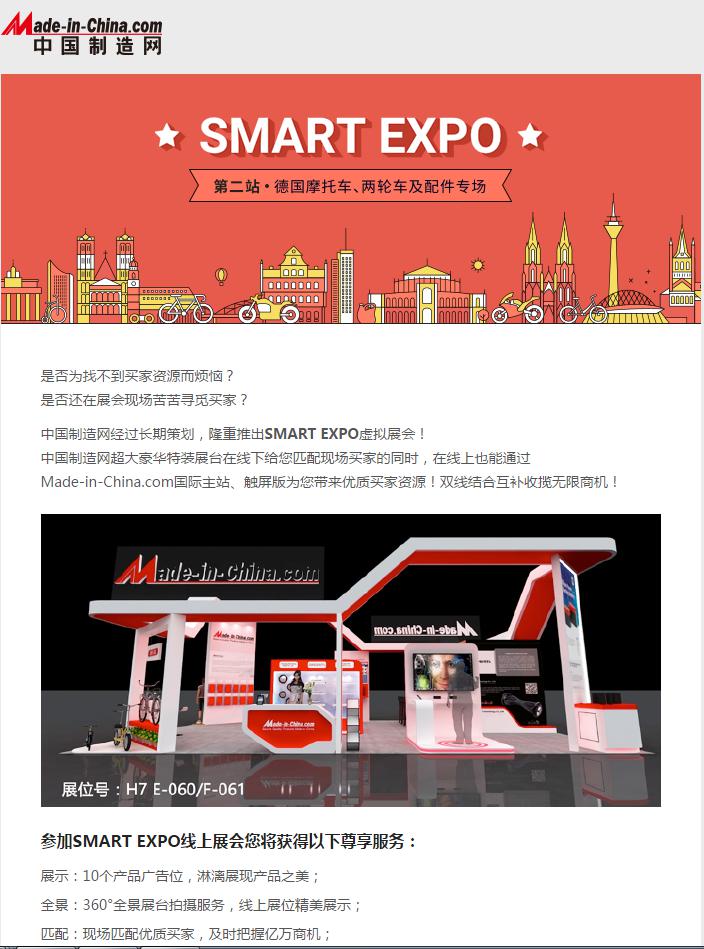 Made-in-China.com
中国制造网
SMART EXPO
第二站·德国摩托车、两轮车及配件专场
是否为找不到买家资源而烦恼？
是否还在展会现场苦苦寻觅买家？
中国制造网经过长期策划，隆重推出SMART EXPO虚拟展会！
中国制造网超大豪华特装展台在线下给您匹配现场买家的同时，在线上也能通过
Made-in-China.com国际主站、触屏版为您带来优质买家资源！双线结合互补收揽无限商机！
Made-in-China.com
Made-in-China.com
Made-in-China.com
Made-in-China.com
展位号：H7 E-060/F-061
参加SMART EXPO线上展会您将获得以下尊享服务：
展示：10个产品广告位，淋漓展现产品之美；
全景：360°全景展台拍摄服务，线上展位精美展示；
匹配：现场匹配优质买家，及时把握亿万商机；